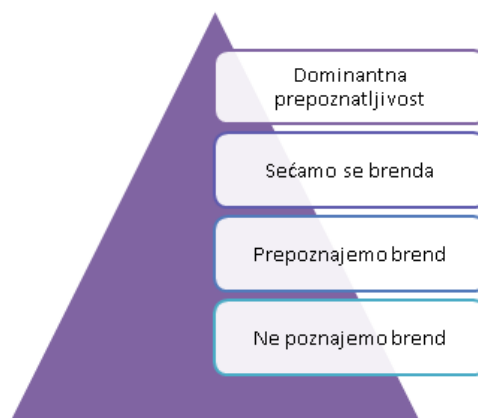 Dominantna
prepoznatljivost
Sećamo se brenda
Prepoznajemo brend
Ne poznajemo brend